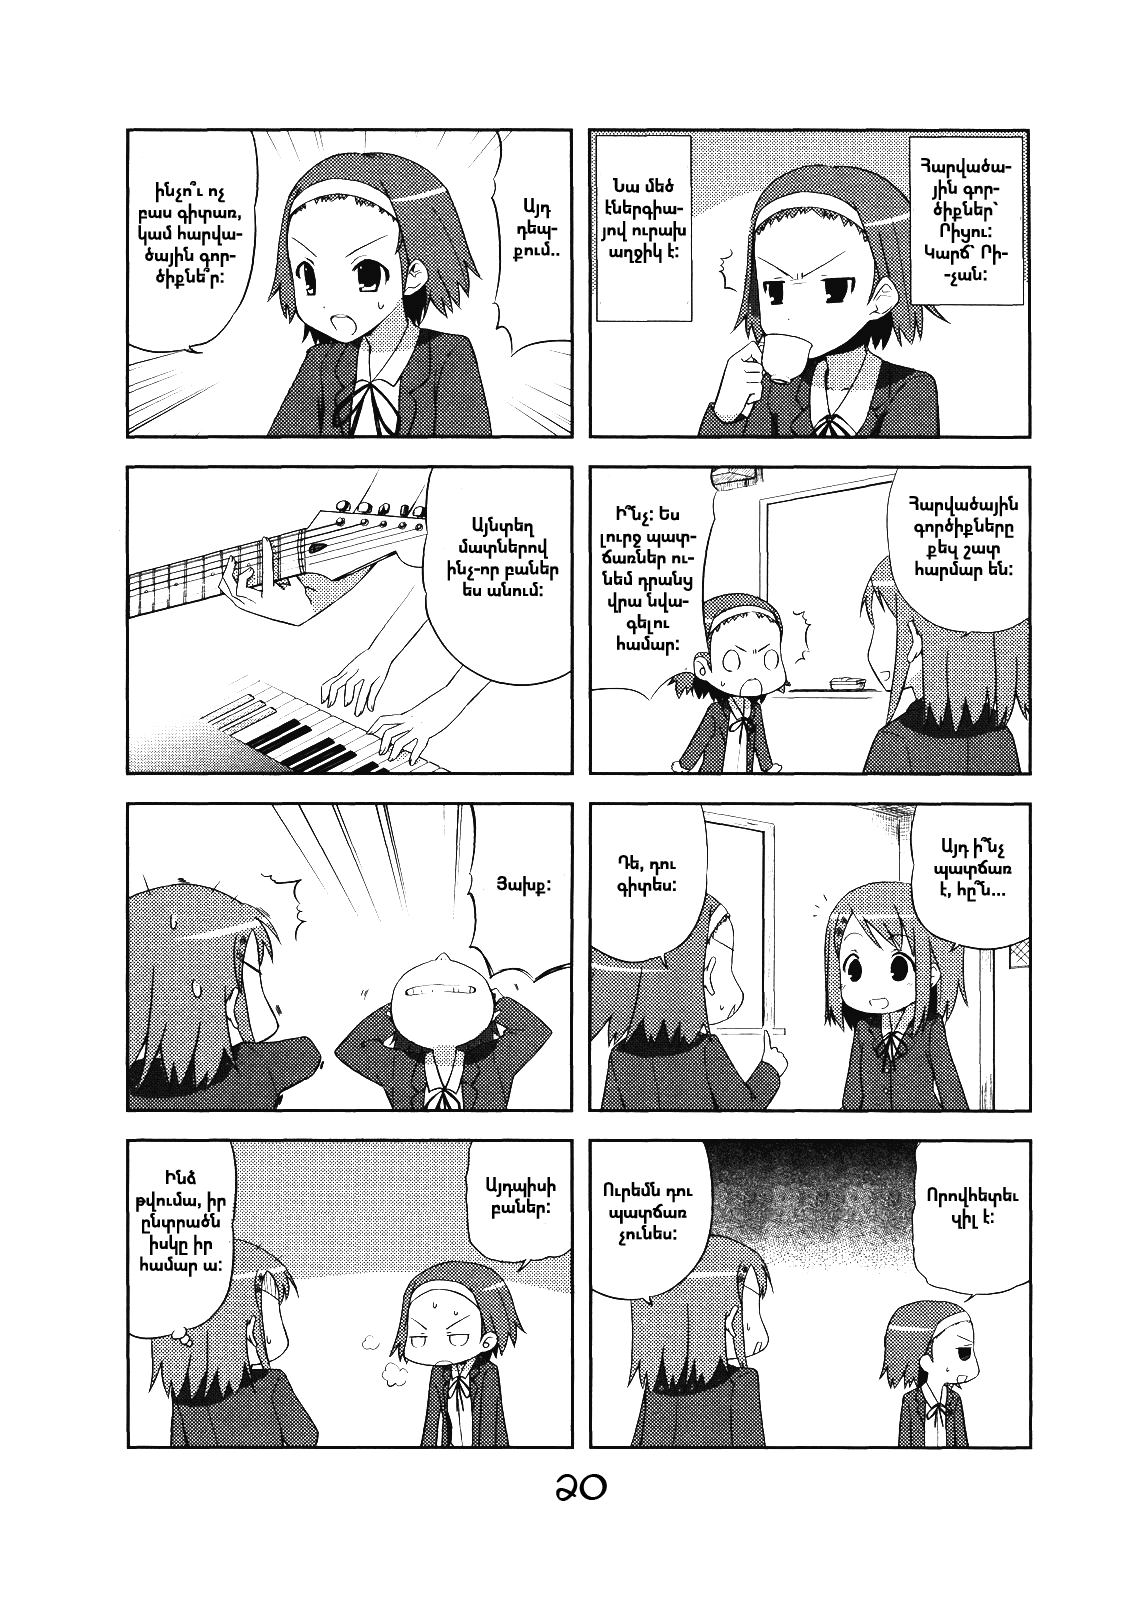 Հարվածա-
յին գոր-
ծիքներ՝
Րիցու:
Կարճ՝ Րի-
-չան:
Նա մեծ
էներգիա-
յով ուրախ
աղջիկ է:
Հարվածային
գործիքները
քեզ շատ
հարմար են:
Ի՞նչ: Ես
լուրջ պատ-
ճառներ ու-
նեմ դրանց
վրա նվա-
գելու
համար:
Այդ ի՞նչ
պատճառ
է, հը՞ն...
Դե, դու
գիտես:
Որովհետեւ
զիլ է:
Ուրեմն դու
պատճառ
չունես:
Այդ
դեպ-
քում..
ինչո՞ւ ոչ
բաս գիտառ,
կամ հարվա-
ծային գոր-
ծիքնե՞ր:
Այնտեղ
մատներով
ինչ-որ բաներ
ես անում:
Յախք:
Այդպիսի
բաներ:
Ինձ
թվումա, իր
ընտրածն
իսկը իր
համար ա:
20